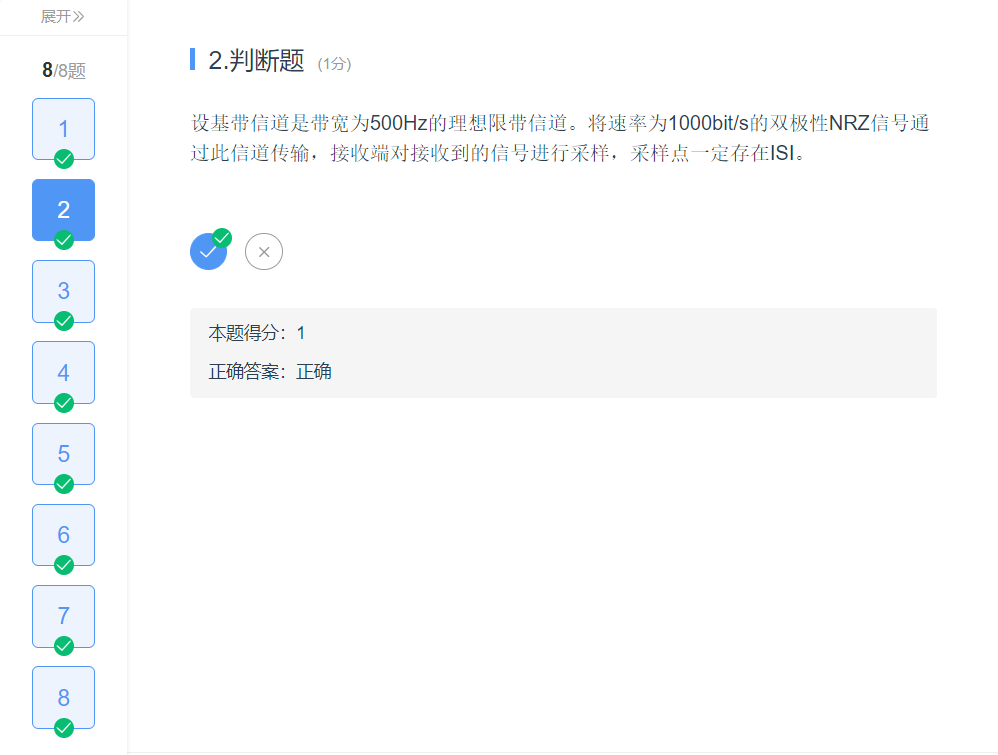 展开>>
8/8题
1
2
3
4
5
6
7
8
2.判断题 (1分)
设基带信道是带宽为500Hz的理想限带信道。将速率为1000bit/s的双极性NRZ信号通
过此信道传输，接收端对接收到的信号进行采样，采样点一定存在ISI。
本题得分：1
正确答案：正确